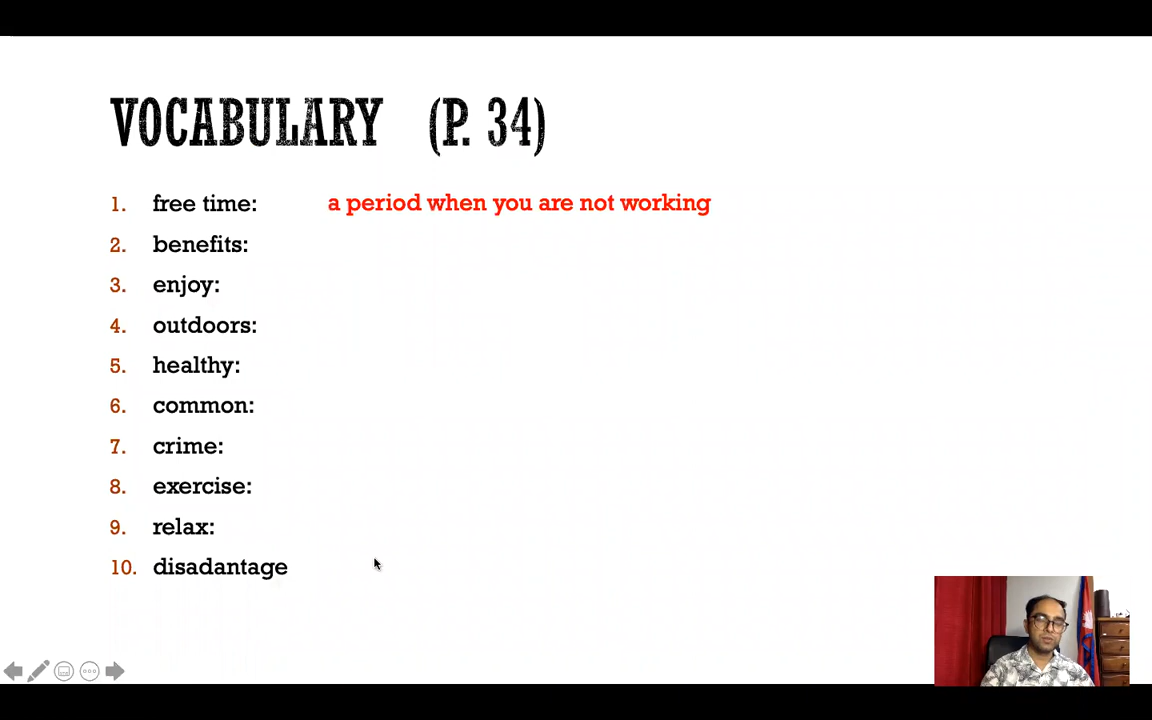 VOCABULARY (P. 34)
1. free time: a period when you are not working
2. benefits:
3. enjoy:
4. outdoors:
5. healthy:
6. common:
7. crime:
8. exercise:
9. relax:
10. disadantage